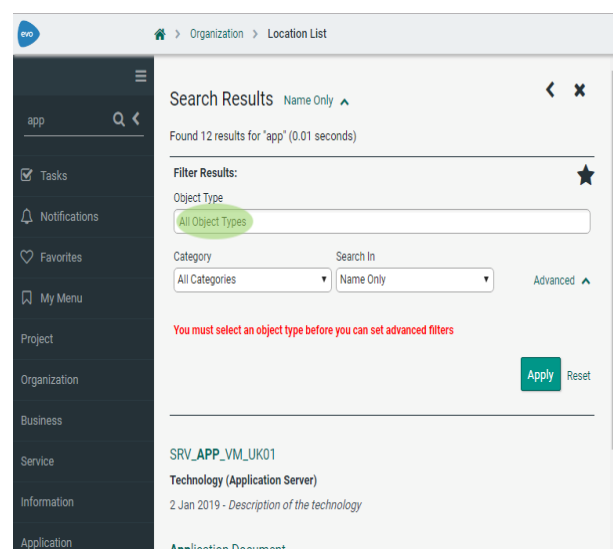 evo
Organization > Location List
app
Search Results Name Only
Found 12 results for "app" (0.01 seconds)
Tasks
Notifications
Favorites
My Menu
Project
Organization
Business
Service
Information
Application
Filter Results:
Object Type
All Object Types
Category
Search In
All Categories
Name Only
Advanced
You must select an object type before you can set advanced filters
Apply
Reset
SRV_APP_VM_UK01
Technology (Application Server)
2 Jan 2019 - Description of the technology
Application Document